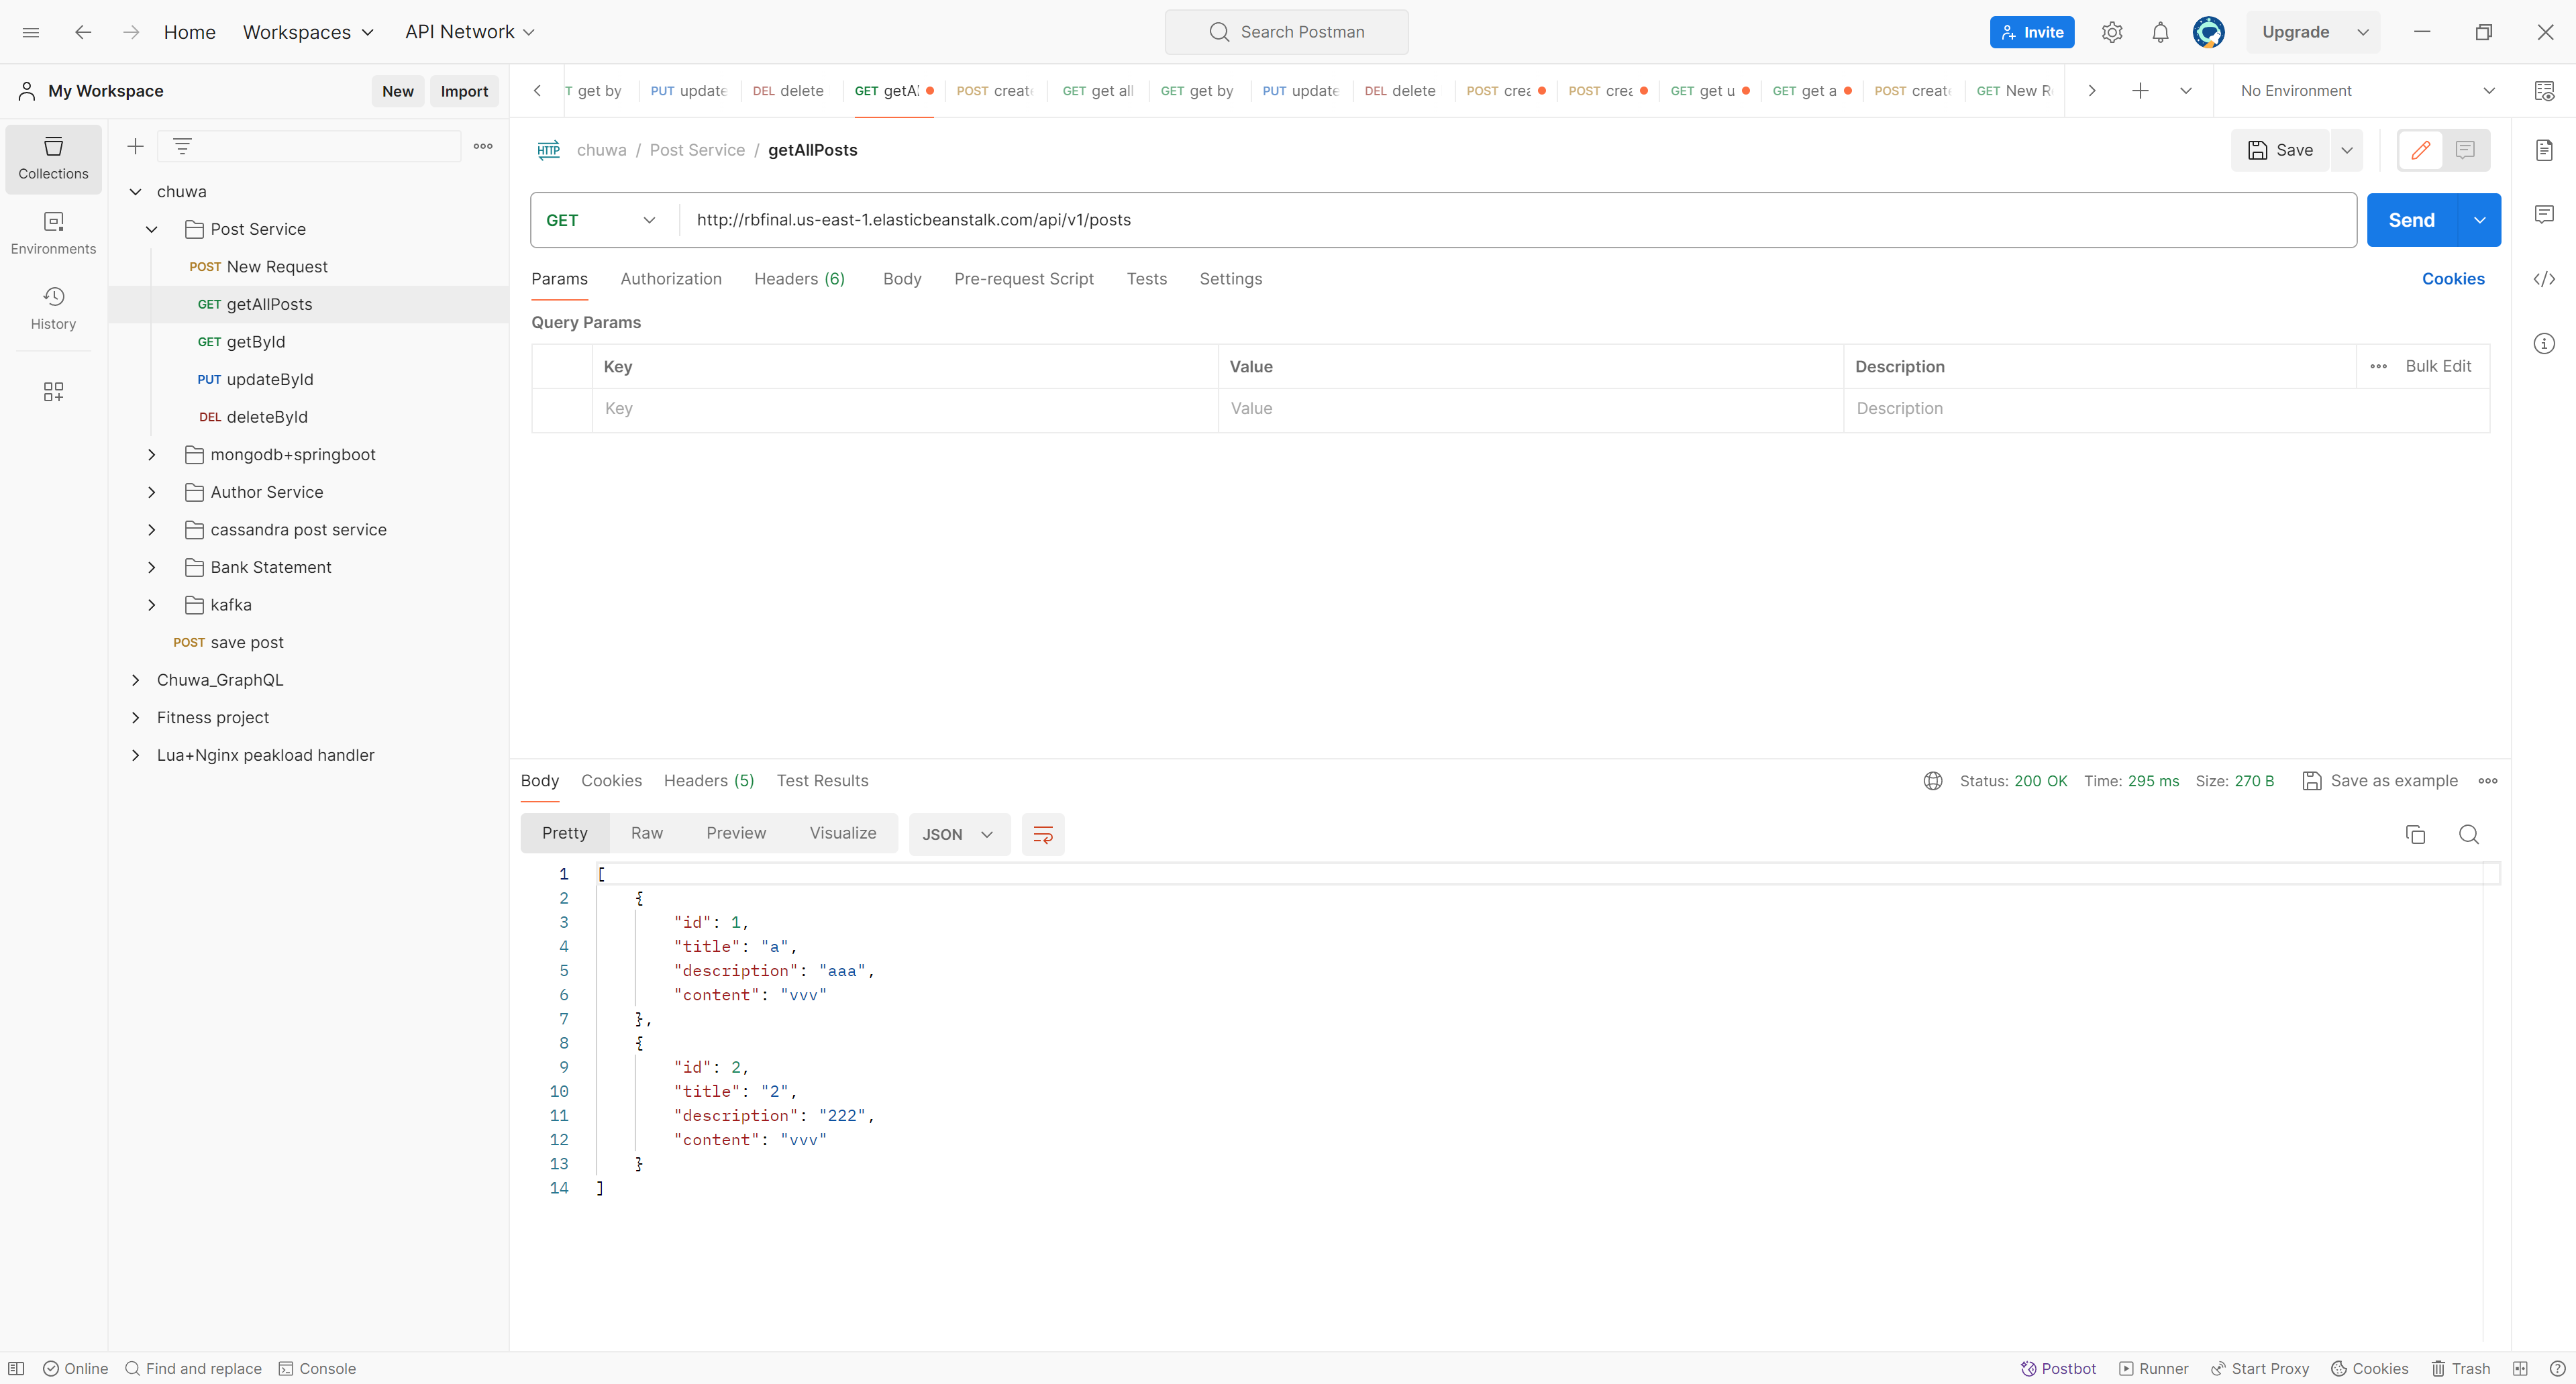 Home Workspaces API Network Search Postman Invite Upgrade
My Workspace New Import
GET get by PUT update DEL delete GET getA POST creat GET get all GET get by PUT update DEL delete POST crea POST crea GET get u GET get a POST creat GET New R No Environment
Collections
Environments
History
chuwa
Post Service
POST New Request
GET getAllPosts
GET getById
PUT updateById
DEL deleteById
mongodb+springboot
Author Service
cassandra post service
Bank Statement
kafka
POST save post
Chuwa_GraphQL
Fitness project
Lua+Nginx peakload handler
HTTP chuwa / Post Service / getAllPosts Save
GET http://rbfinal.us-east-1.elasticbeanstalk.com/api/v1/posts Send
Params Authorization Headers (6) Body Pre-request Script Tests Settings Cookies
Query Params
Key Value Description Bulk Edit
Key Value Description
Body Cookies Headers (5) Test Results Status: 200 OK Time: 295 ms Size: 270 B Save as example
Pretty Raw Preview Visualize JSON
1 [
2 {
3 "id": 1,
4 "title": "a",
5 "description": "aaa",
6 "content": "vvv"
7 },
8 {
9 "id": 2,
10 "title": "2",
11 "description": "222",
12 "content": "vvv"
13 }
14 ]
Online Find and replace Console Postbot Runner Start Proxy Cookies Trash